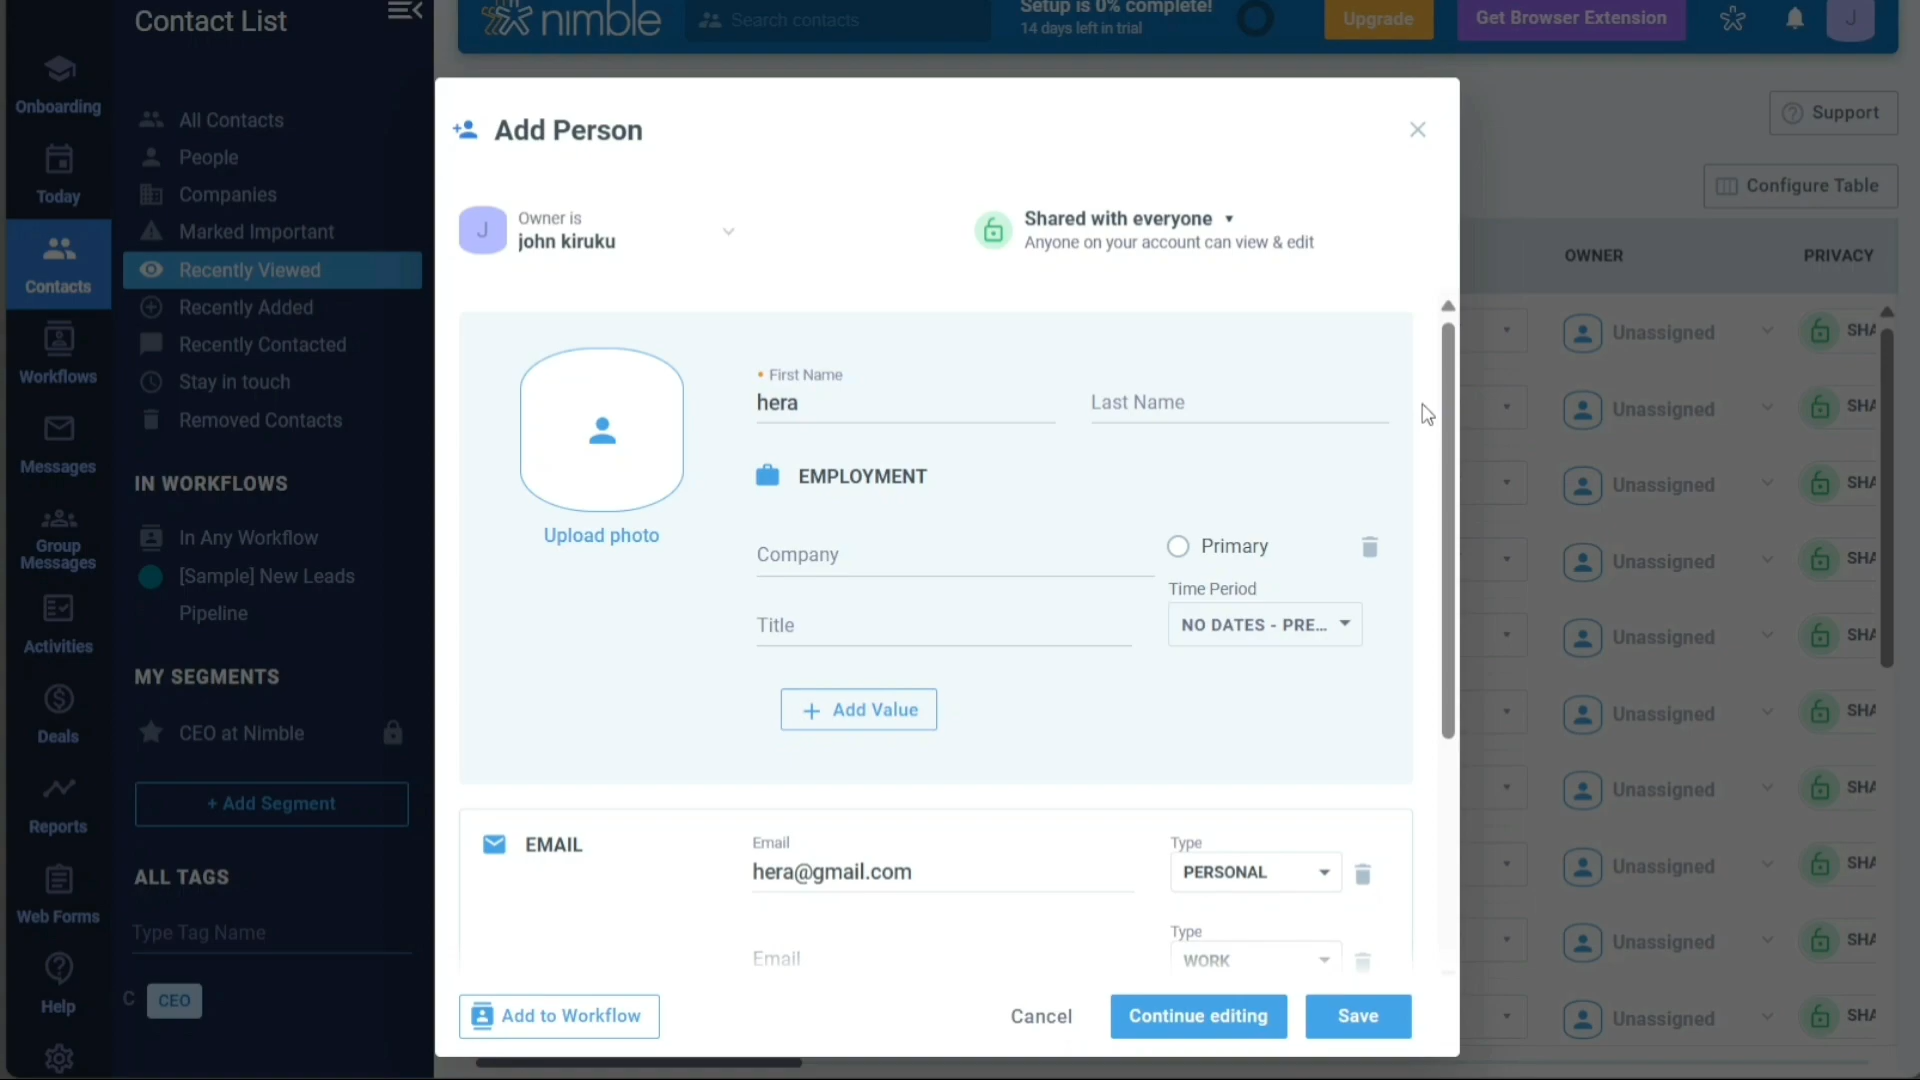 Contact List
nimble
Search contacts
Setup is 0% complete!
14 days left in trial
Upgrade
Get Browser Extension
J
Onboarding
Today
Contacts
Workflows
Messages
Group
Messages
Activities
Deals
Reports
Web Forms
Help
All Contacts
People
Companies
Marked Important
Recently Viewed
Recently Added
Recently Contacted
Stay in touch
Removed Contacts
IN WORKFLOWS
In Any Workflow
[Sample] New Leads
Pipeline
MY SEGMENTS
CEO at Nimble
+ Add Segment
ALL TAGS
Type Tag Name
C
CEO
Add Person
J
Owner is
john kiruku
Shared with everyone
Anyone on your account can view & edit
Upload photo
First Name
hera
Last Name
EMPLOYMENT
Company
Primary
Time Period
NO DATES - PRE...
Title
+ Add Value
EMAIL
Email
hera@gmail.com
Type
PERSONAL
Email
Type
WORK
Add to Workflow
Cancel
Continue editing
Save
Support
Configure Table
OWNER
PRIVACY
Unassigned
SHA
Unassigned
SHA
Unassigned
SHA
Unassigned
SHA
Unassigned
SHA
Unassigned
SHA
Unassigned
SHA
Unassigned
SHA
Unassigned
SHA
Unassigned
SHA